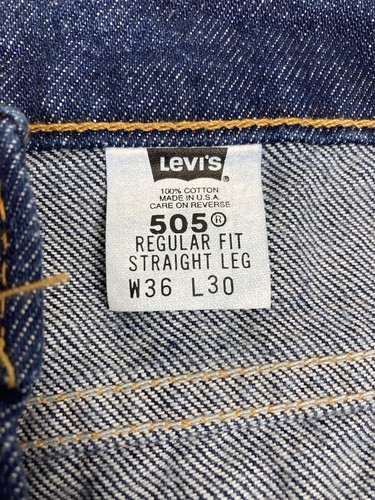 Levi's®
100% COTTON
MADE IN U.S.A.
CARE ON REVERSE
505®
REGULAR FIT
STRAIGHT LEG
W36 L30